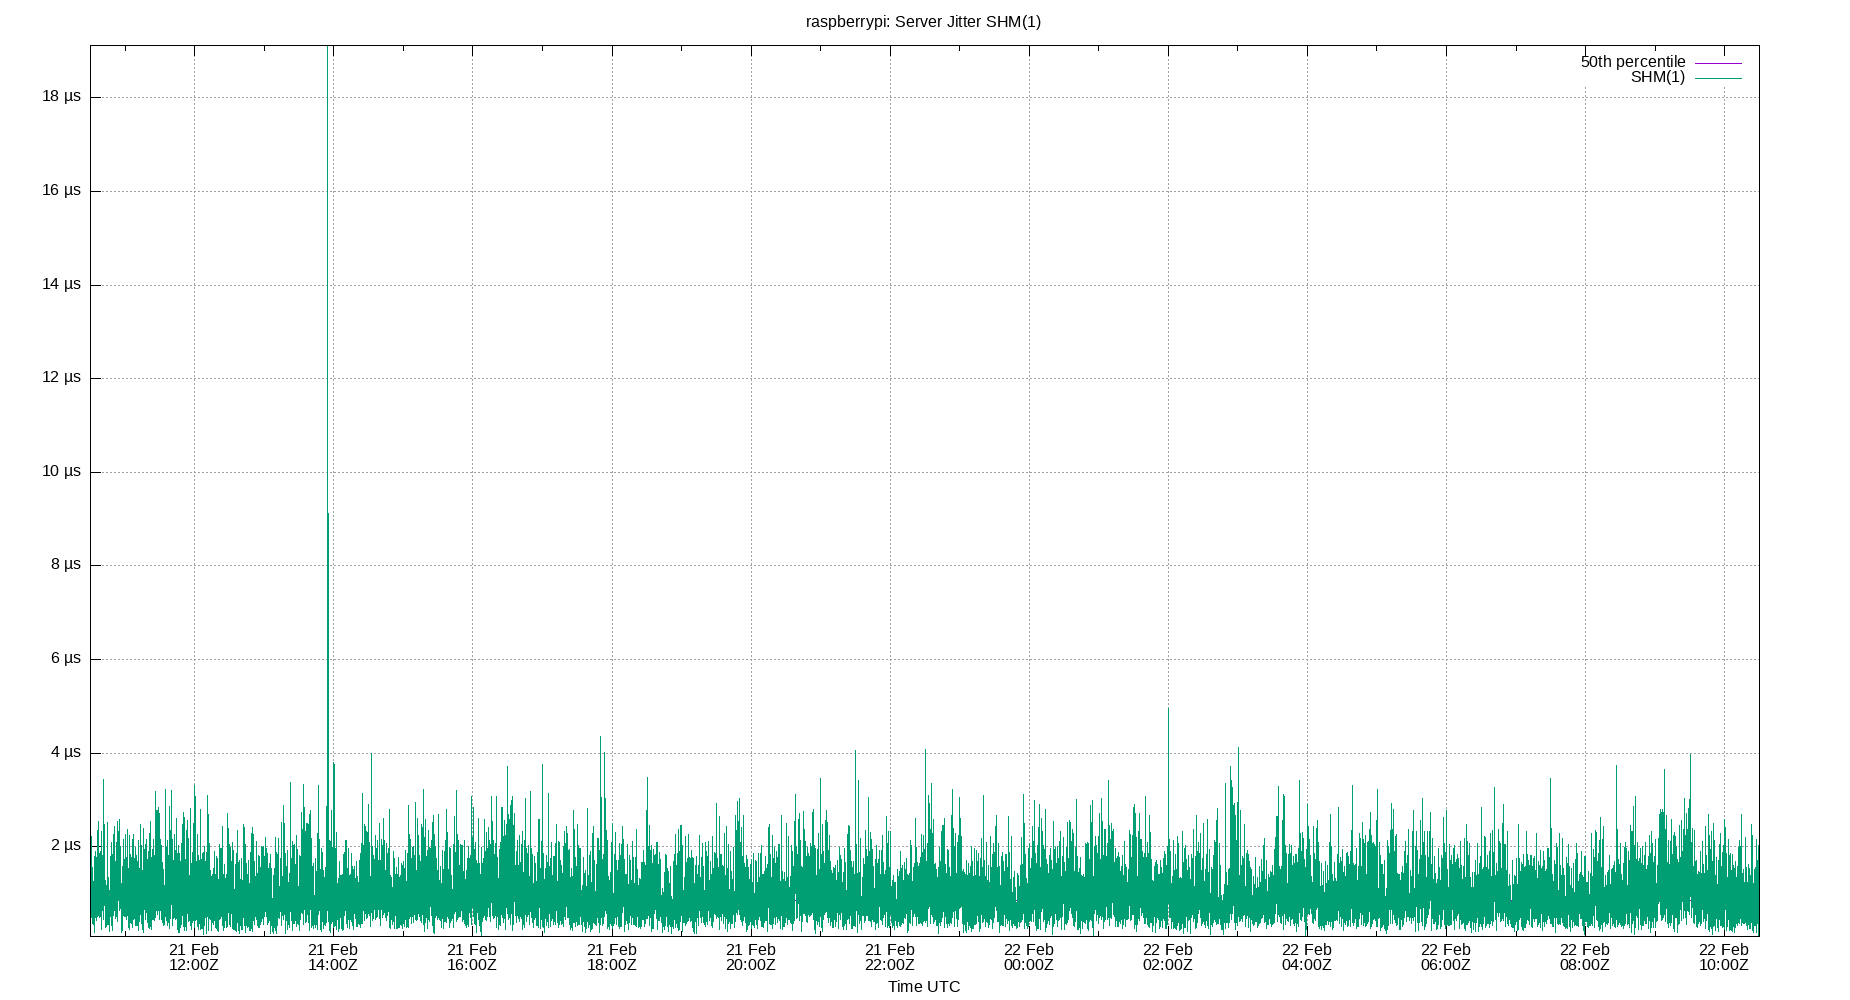 raspberrypi: Server Jitter SHM(1)
50th percentile
SHM(1)
18 µs
16 µs
14 µs
12 µs
10 µs
8 µs
6 µs
4 µs
2 µs
21 Feb 21 Feb 21 Feb 21 Feb 21 Feb 21 Feb 22 Feb 22 Feb 22 Feb 22 Feb 22 Feb 22 Feb
12:00Z 14:00Z 16:00Z 18:00Z 20:00Z 22:00Z 00:00Z 02:00Z 04:00Z 06:00Z 08:00Z 10:00Z
Time UTC